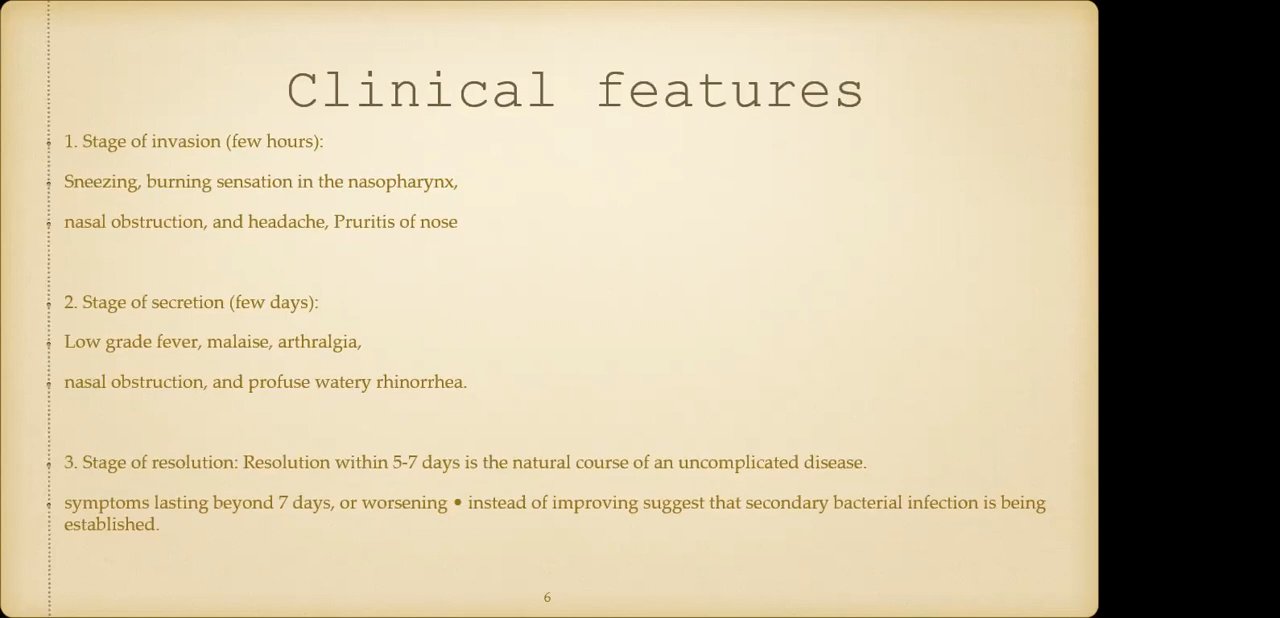 Clinical features
1. Stage of invasion (few hours):
Sneezing, burning sensation in the nasopharynx,
nasal obstruction, and headache, Pruritis of nose
2. Stage of secretion (few days):
Low grade fever, malaise, arthralgia,
nasal obstruction, and profuse watery rhinorrhea.
3. Stage of resolution: Resolution within 5-7 days is the natural course of an uncomplicated disease.
symptoms lasting beyond 7 days, or worsening • instead of improving suggest that secondary bacterial infection is being
established.
6